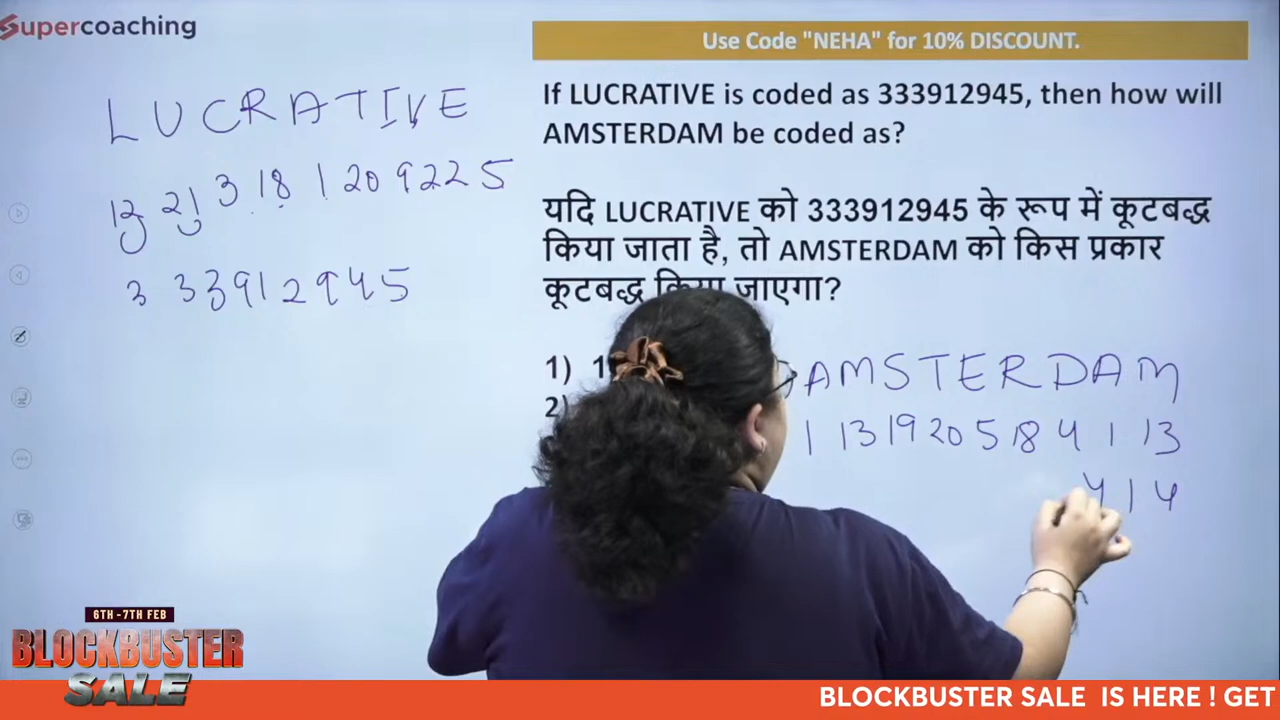 Supercoaching
Use Code "NEHA" for 10% DISCOUNT.
LUCRATIVE
12 21 3 18 1 20 9 22 5
3 3 3 9 1 2 9 4 5
If LUCRATIVE is coded as 333912945, then how will
AMSTERDAM be coded as?
यदि LUCRATIVE को 333912945 के रूप में कूटबद्ध
किया जाता है, तो AMSTERDAM को किस प्रकार
कूटबद्ध किया जाएगा?
1) 1
2)
AMSTERDAM
1 13 19 20 5 18 4 1 13
4 1 4
6TH -7TH FEB
BLOCKBUSTER
SALE
BLOCKBUSTER SALE IS HERE ! GET